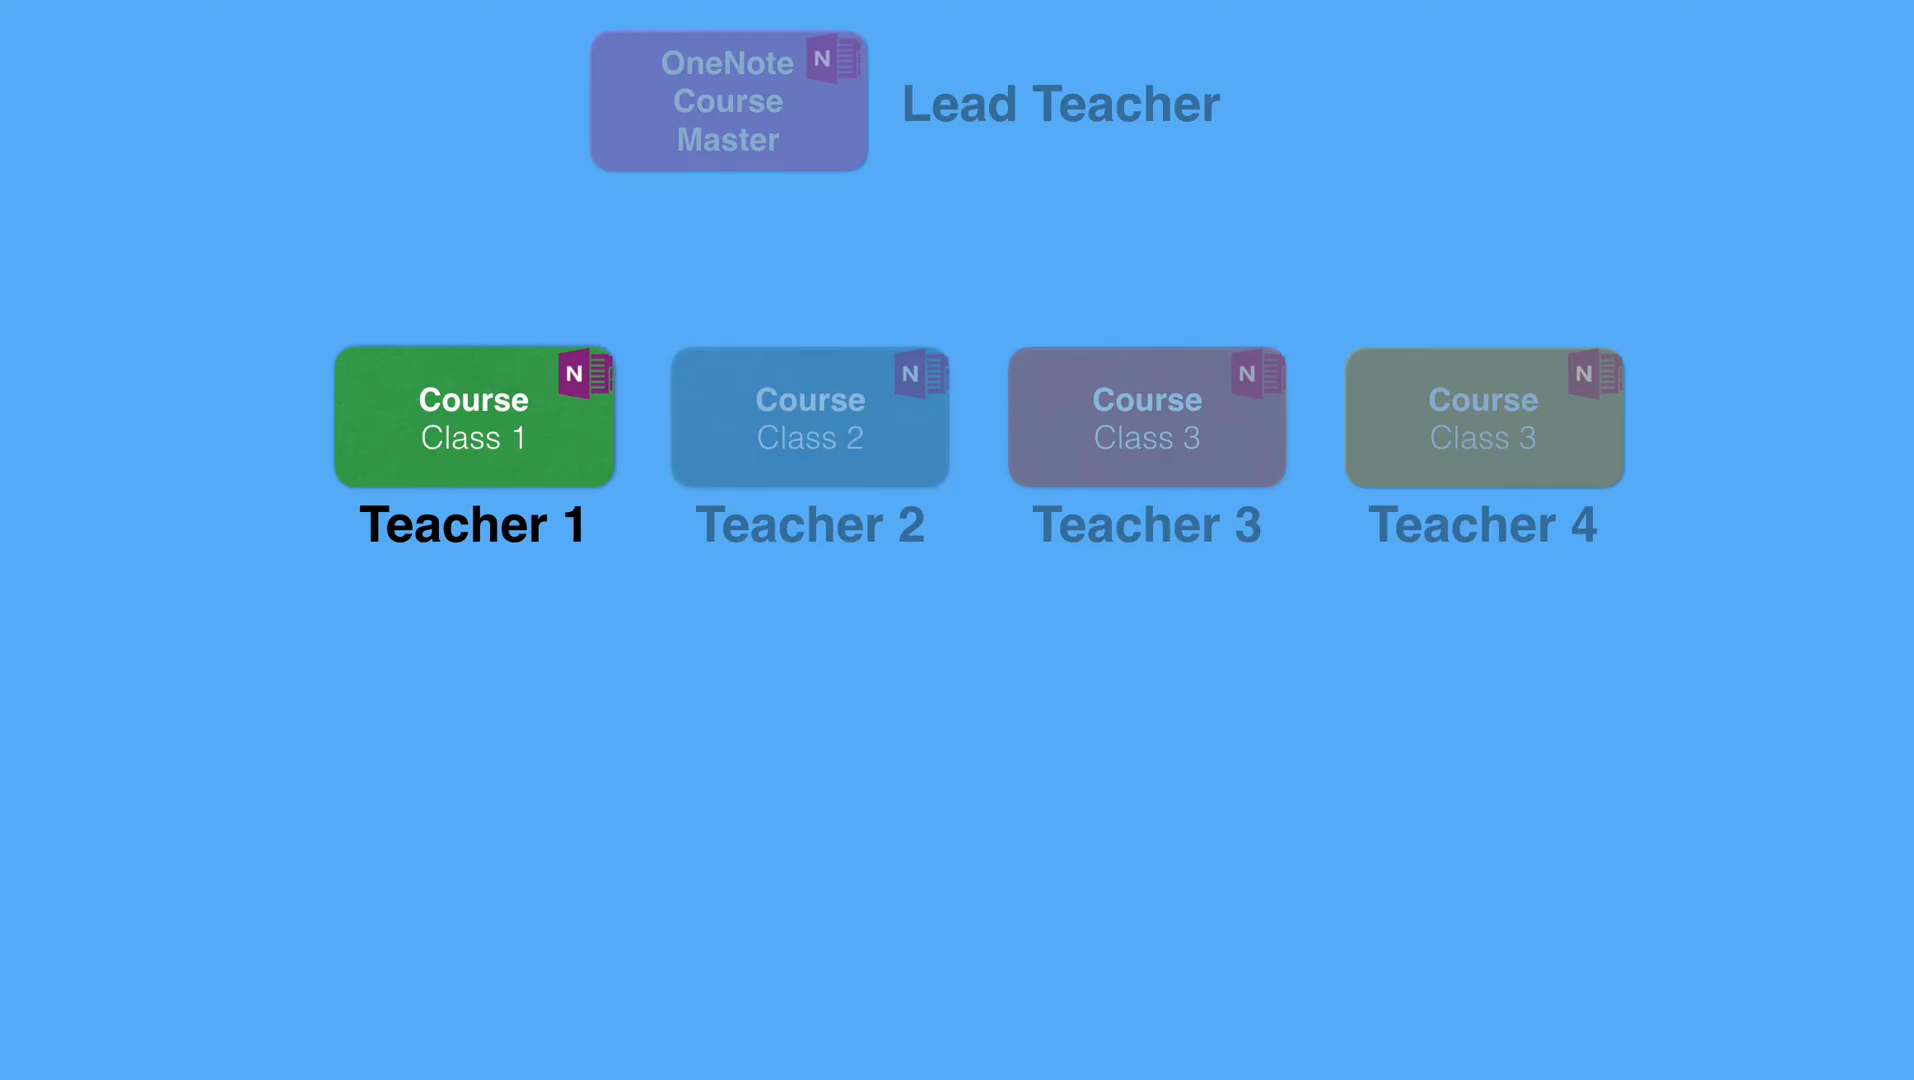 OneNote
Course
Master
N
Lead Teacher
Course
Class 1
N
Course
Class 2
N
Course
Class 3
N
Course
Class 3
N
Teacher 1
Teacher 2
Teacher 3
Teacher 4